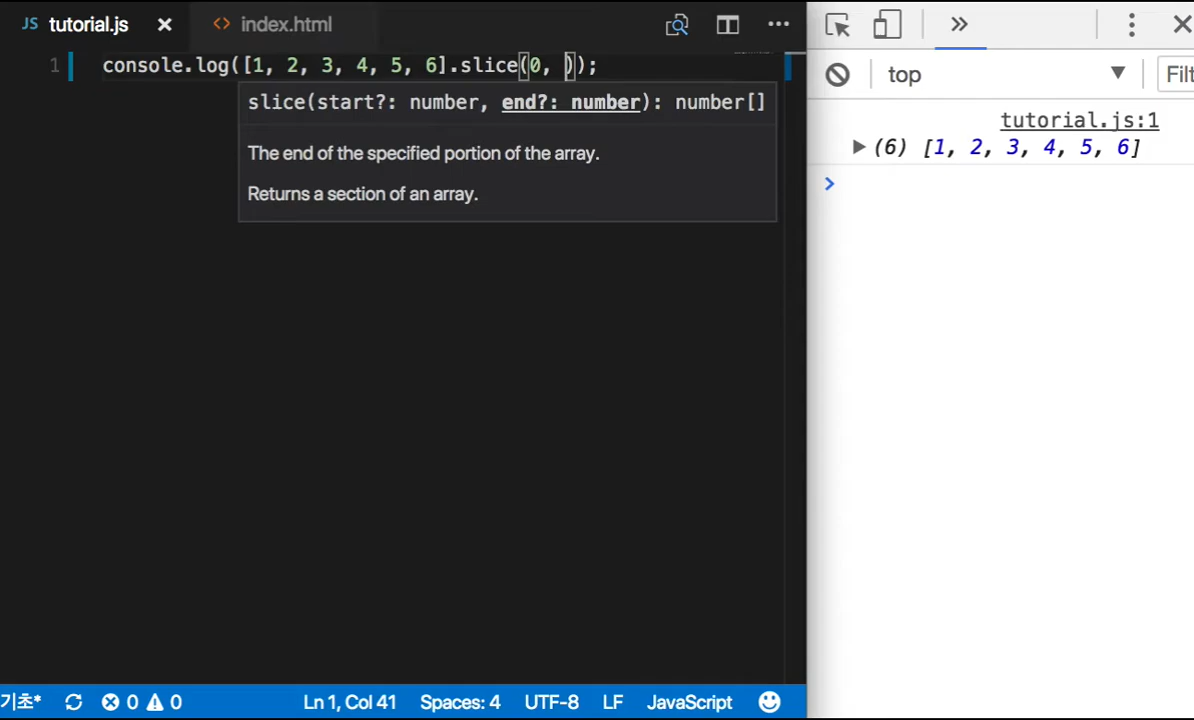 JS tutorial.js × <> index.html
1 console.log([1, 2, 3, 4, 5, 6].slice(0, ));
slice(start?: number, end?: number): number[]
The end of the specified portion of the array.
Returns a section of an array.
기초* 0 0 Ln 1, Col 41 Spaces: 4 UTF-8 LF JavaScript
»
top Filt
tutorial.js:1
(6) [1, 2, 3, 4, 5, 6]
>